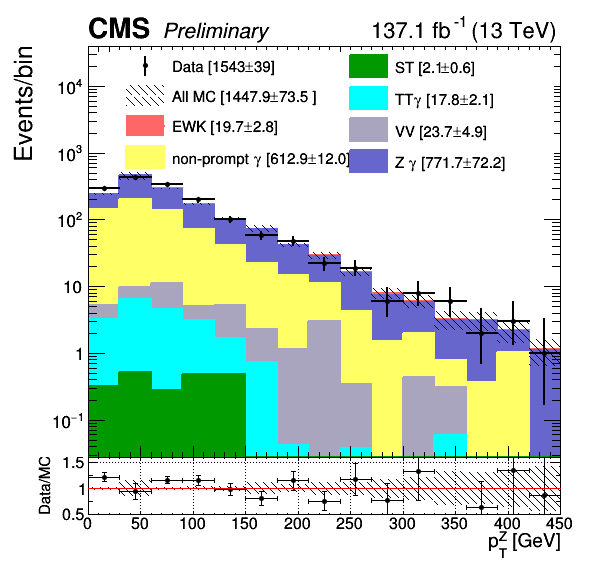 CMS Preliminary 137.1 fb⁻¹ (13 TeV)
Events/bin
Data [1543±39]
All MC [1447.9±73.5 ]
EWK [19.7±2.8]
non-prompt γ [612.9±12.0]
ST [2.1±0.6]
TTγ [17.8±2.1]
VV [23.7±4.9]
Z γ [771.7±72.2]
10⁴
10³
10²
10
1
10⁻¹
Data/MC
1.5
1
0.5
0 50 100 150 200 250 300 350 400 450
p_T^Z [GeV]